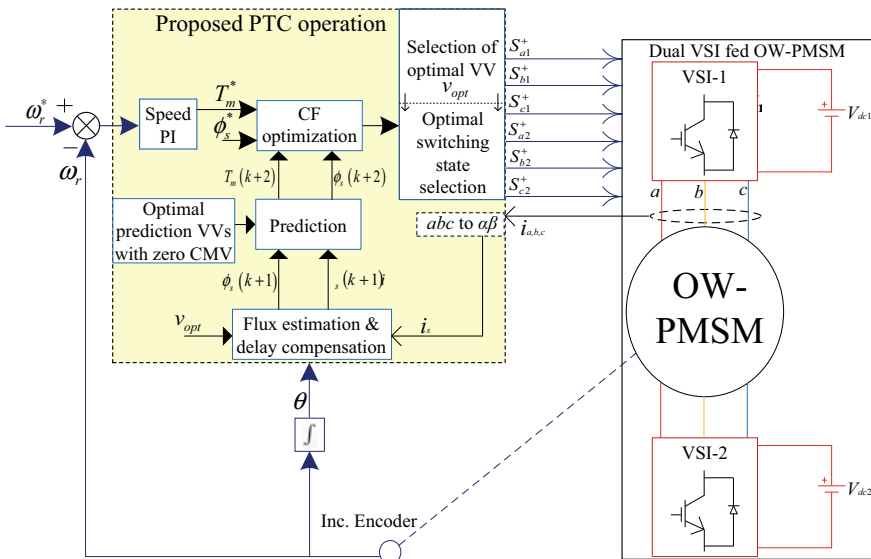 Proposed PTC operation
ω_r^*
+
−
ω_r
Speed
PI
T_m^*
ϕ_s^*
CF
optimization
Selection of
optimal VV
v_opt
Optimal
switching
state
selection
S_a1^+
S_b1^+
S_c1^+
S_a2^+
S_b2^+
S_c2^+
T_m(k+2)
ϕ_s(k+2)
Optimal
prediction VVs
with zero CMV
Prediction
abc to αβ
i_a,b,c
ϕ_s(k+1)
s(k+1)i
v_opt
Flux estimation &
delay compensation
i_s
θ
∫
Inc. Encoder
Dual VSI fed OW-PMSM
VSI-1
+
V_dc1
a
b
c
OW-
PMSM
VSI-2
+
V_dc2